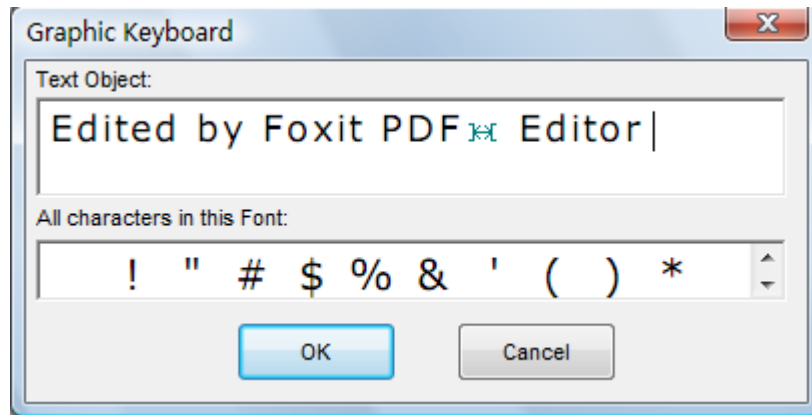 Graphic Keyboard
Text Object:
Edited by Foxit PDF Editor
All characters in this Font:
! " # $ % & ' ( ) *
OK Cancel